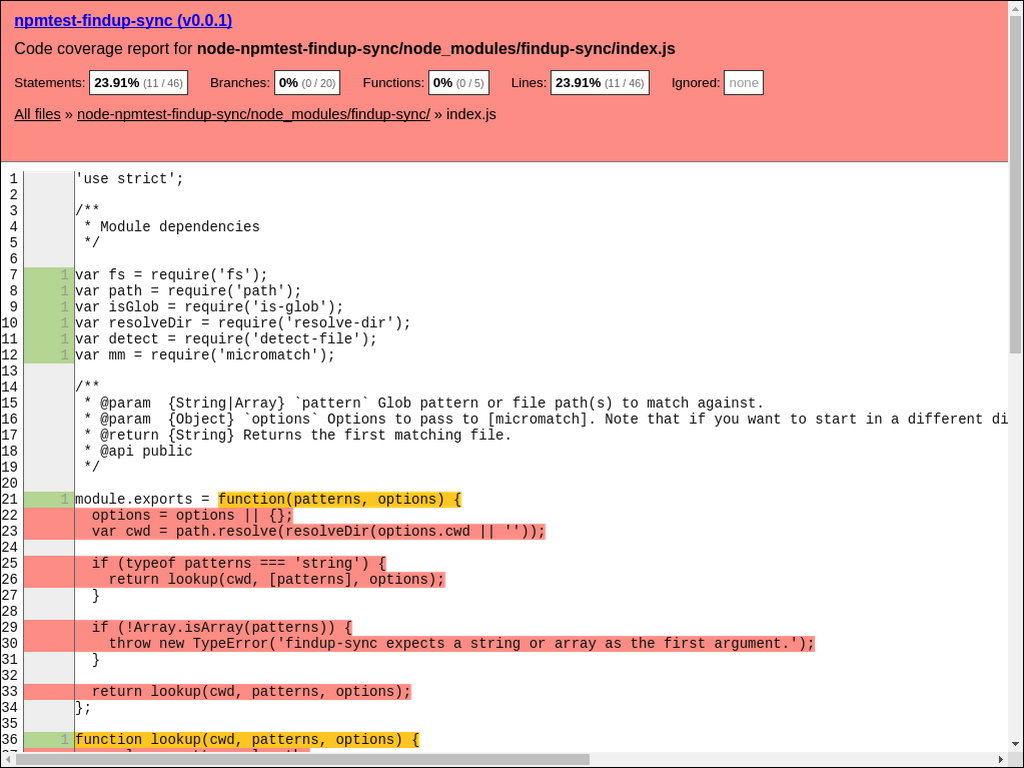 npmtest-findup-sync (v0.0.1)
Code coverage report for node-npmtest-findup-sync/node_modules/findup-sync/index.js
Statements: 23.91% (11 / 46) Branches: 0% (0 / 20) Functions: 0% (0 / 5) Lines: 23.91% (11 / 46) Ignored: none
All files » node-npmtest-findup-sync/node_modules/findup-sync/ » index.js
1 'use strict';
2
3 /**
4  * Module dependencies
5  */
6
7 1 var fs = require('fs');
8 1 var path = require('path');
9 1 var isGlob = require('is-glob');
10 1 var resolveDir = require('resolve-dir');
11 1 var detect = require('detect-file');
12 1 var mm = require('micromatch');
13
14 /**
15  * @param  {String|Array} `pattern` Glob pattern or file path(s) to match against.
16  * @param  {Object} `options` Options to pass to [micromatch]. Note that if you want to start in a different di
17  * @return {String} Returns the first matching file.
18  * @api public
19  */
20
21 1 module.exports = function(patterns, options) {
22   options = options || {};
23   var cwd = path.resolve(resolveDir(options.cwd || ''));
24
25   if (typeof patterns === 'string') {
26     return lookup(cwd, [patterns], options);
27   }
28
29   if (!Array.isArray(patterns)) {
30     throw new TypeError('findup-sync expects a string or array as the first argument.');
31   }
32
33   return lookup(cwd, patterns, options);
34 };
35
36 1 function lookup(cwd, patterns, options) {